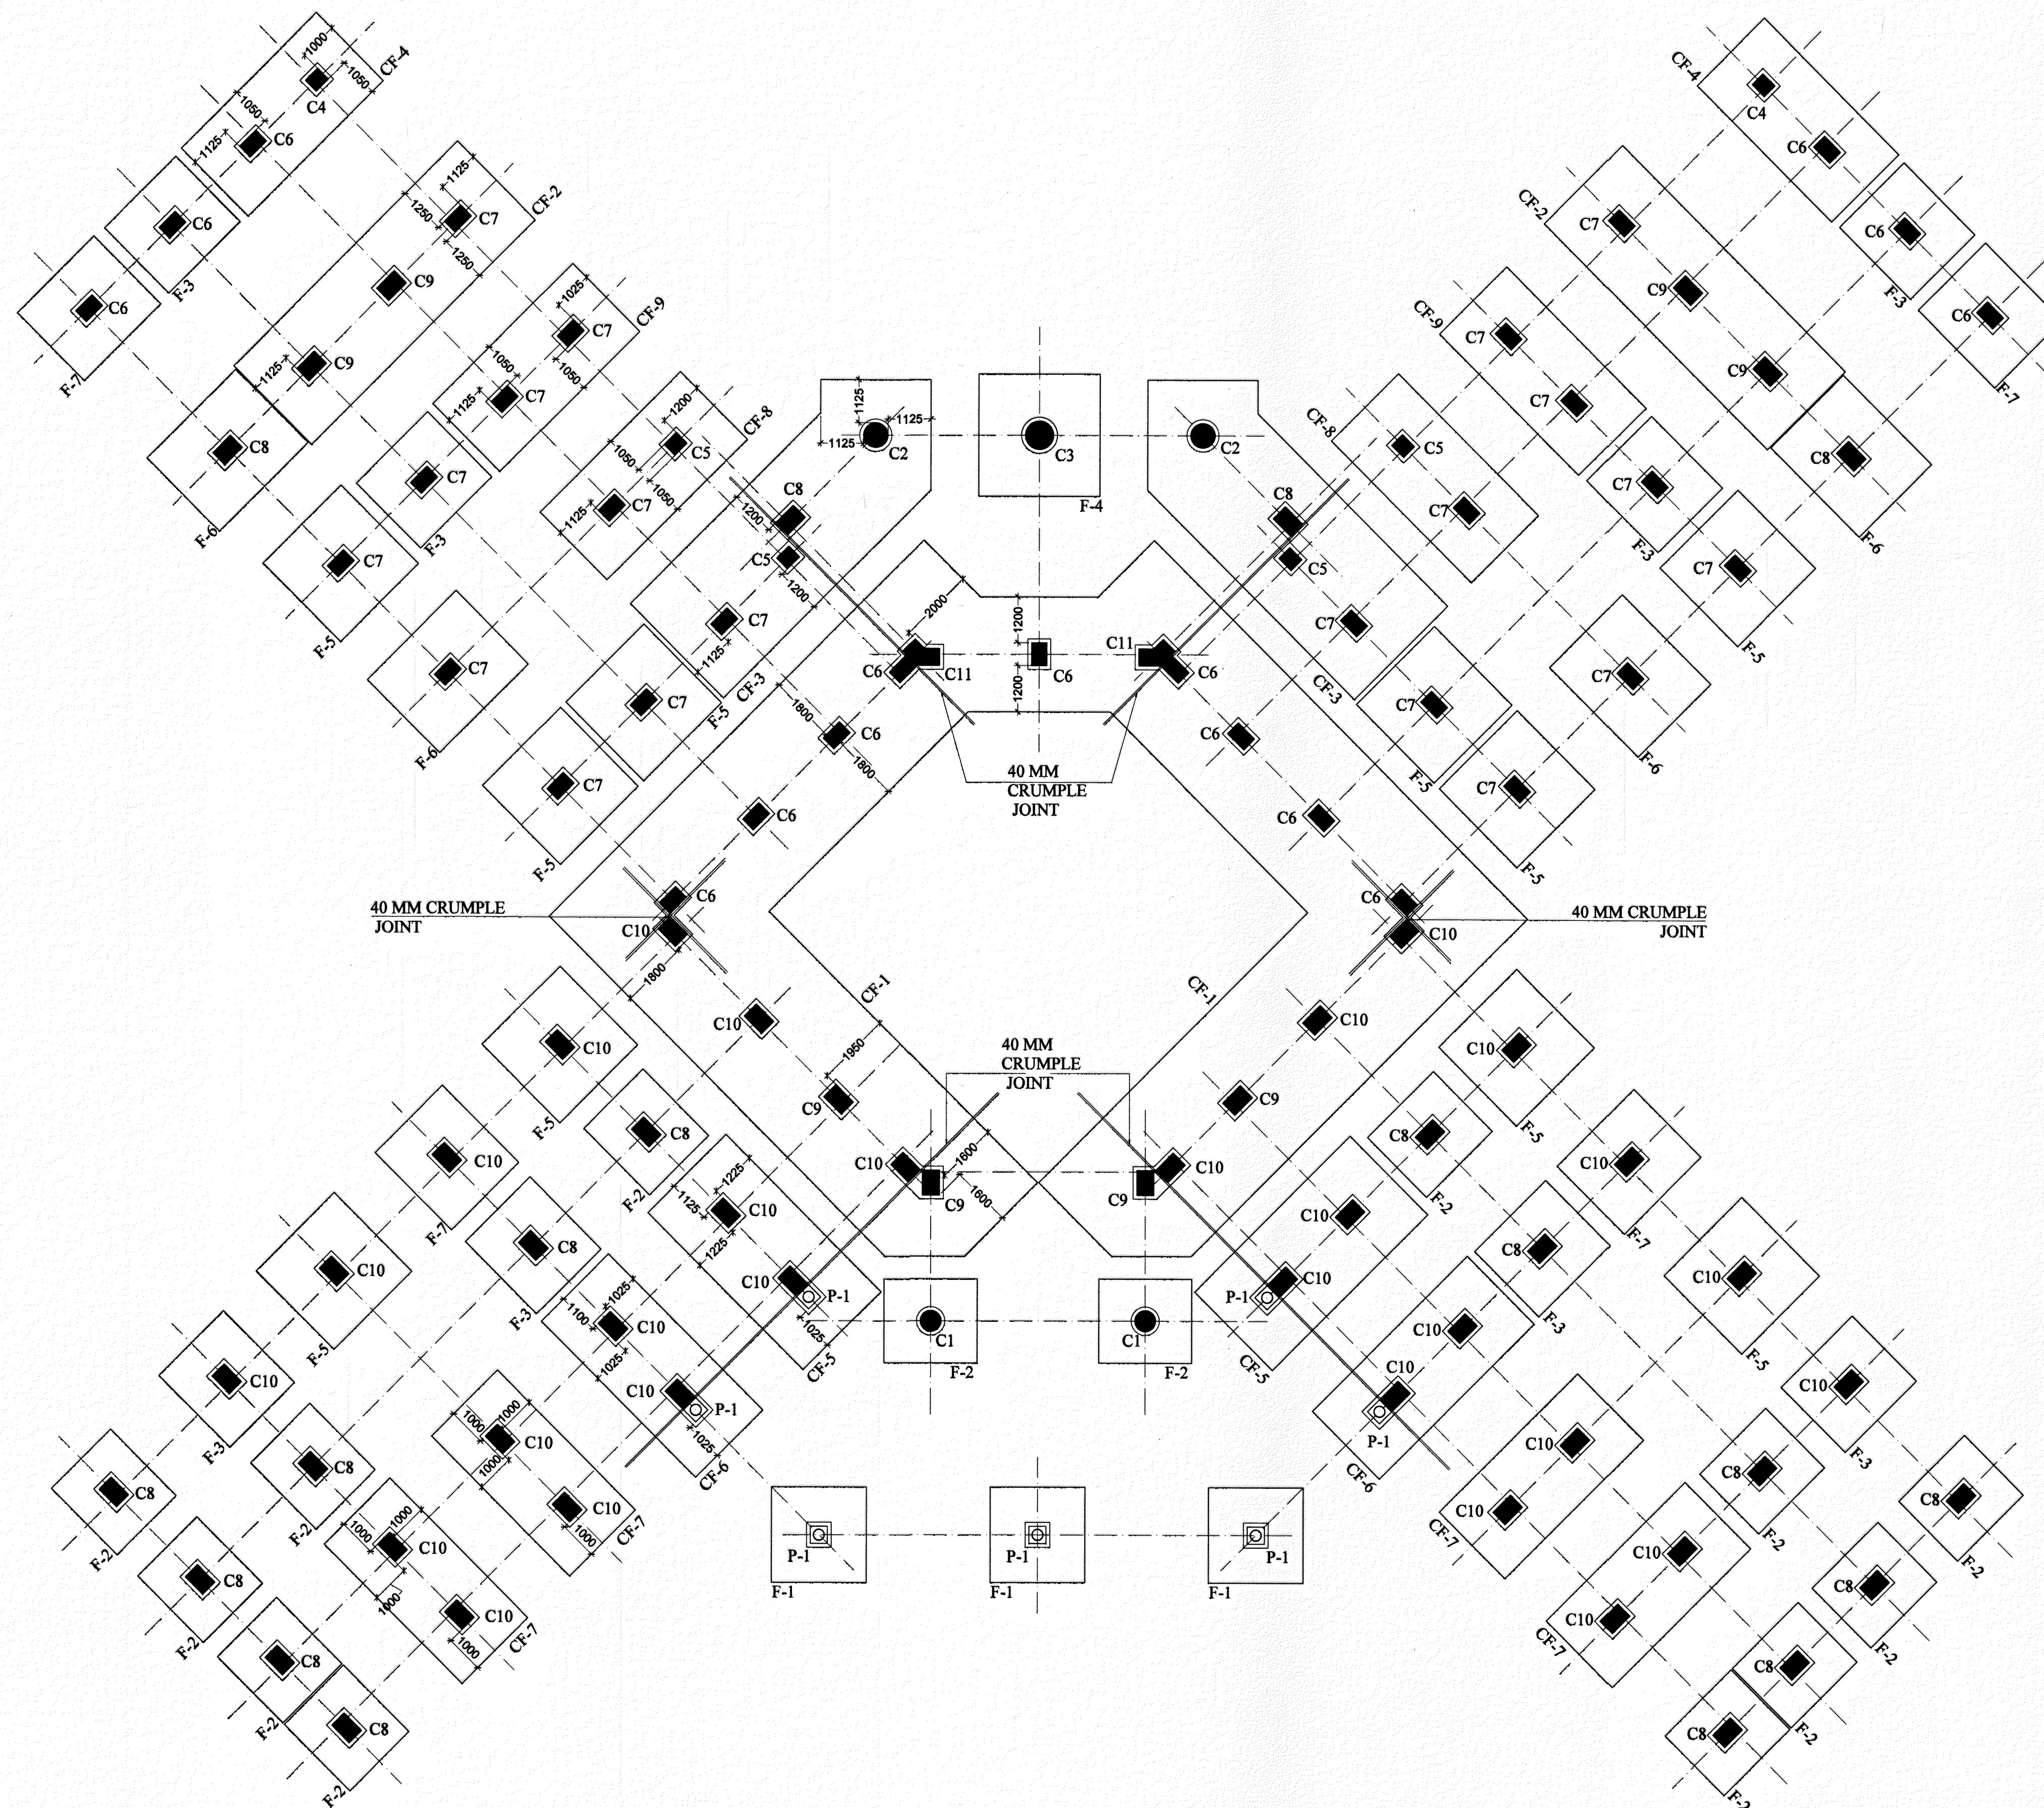 1000
CF-4
1050
1050
C4
C6
1125
CF-4
C4
C6
1125
CF-2
1250
C7
1250
C6
F-3
C9
C6
F-7
CF-2
C7
C9
C6
F-3
C6
F-7
1025
CF-9
C7
1050
1050
1125
C9
1125
C7
C8
F-6
CF-9
C7
C7
C9
C8
F-6
1200
CF-8
C5
1050
1050
1125
C7
C7
F-3
C7
F-5
1125
1125
1125
C2
C3
F-4
C2
CF-8
C5
C7
C7
F-3
C7
F-5
C8
1200
C5
1200
C8
C5
C7
1125
CF-3
C7
CF-3
2000
1200
C6
C11
C6
1200
C11
C6
C7
F-6
C7
F-5
C7
F-5
C7
F-5
C7
F-6
C7
F-5
1800
C6
1800
C6
C6
C6
40 MM
CRUMPLE
JOINT
40 MM CRUMPLE
JOINT
C6
C10
1800
C6
C10
40 MM CRUMPLE
JOINT
CF-1
CF-1
C10
C10
1950
C9
C9
40 MM
CRUMPLE
JOINT
C10
F-5
C10
F-5
C8
F-2
C8
F-2
C10
C9
1600
1600
C10
C9
C10
F-7
C10
F-7
1225
1125
C10
1225
C10
P-1
1025
CF-5
C10
C10
P-1
CF-5
C8
F-3
C8
F-3
C10
F-5
C10
F-5
1025
1100
C10
1025
C10
P-1
1025
CF-6
C10
C10
P-1
CF-6
C1
F-2
C1
F-2
C10
F-3
C10
F-3
1000
1000
C10
1000
C10
1000
CF-7
C10
C10
CF-7
C8
F-2
C8
F-2
C8
F-2
C8
F-2
1000
1000
C10
1000
C10
1000
CF-7
C10
C10
CF-7
P-1
F-1
P-1
F-1
P-1
F-1
C8
F-2
C8
F-2
C8
F-2
C8
F-2
C8
F-2
C8
F-2